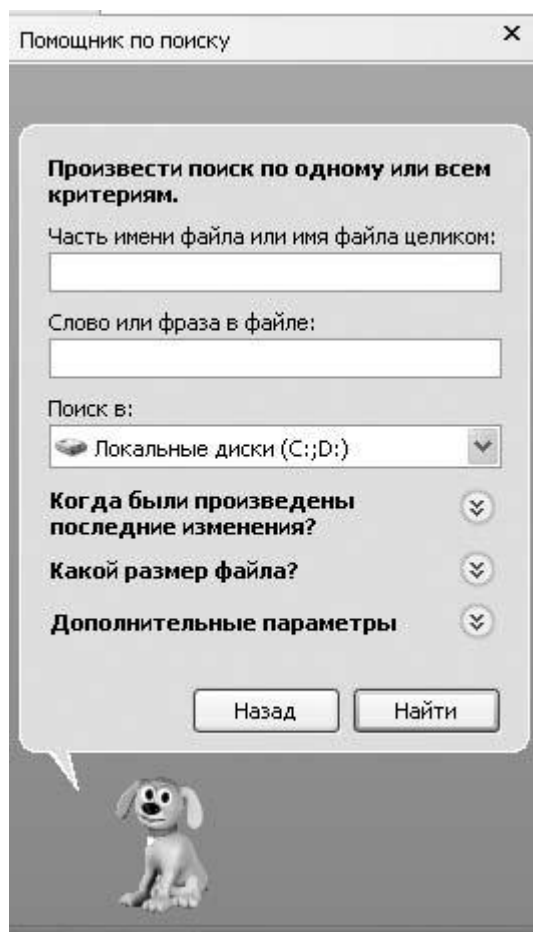 Помощник по поиску
Произвести поиск по одному или всем
критериям.
Часть имени файла или имя файла целиком:
Слово или фраза в файле:
Поиск в:
Локальные диски (C:;D:)
Когда были произведены
последние изменения?
Какой размер файла?
Дополнительные параметры
Назад
Найти